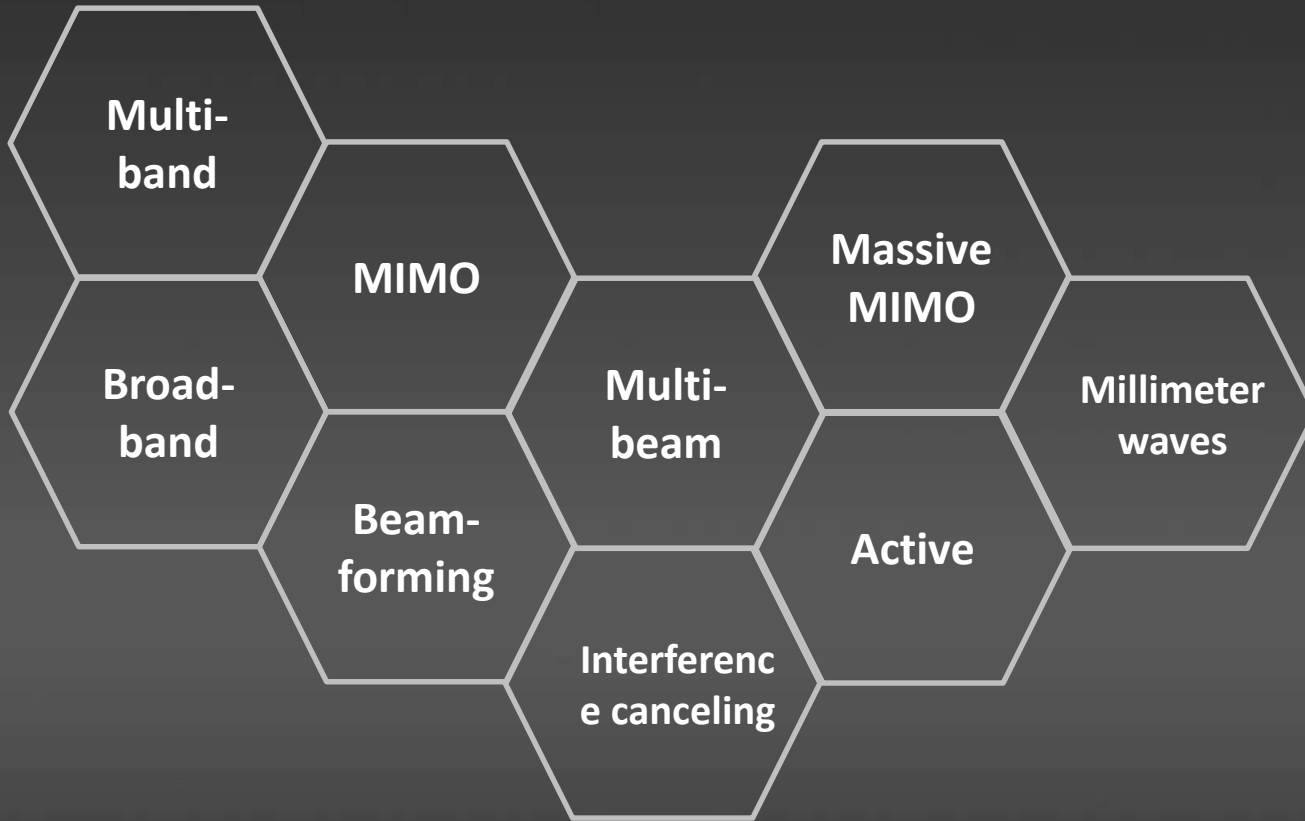 Multi-
band
MIMO
Massive
MIMO
Broad-
band
Multi-
beam
Millimeter
waves
Beam-
forming
Active
Interferenc
e canceling